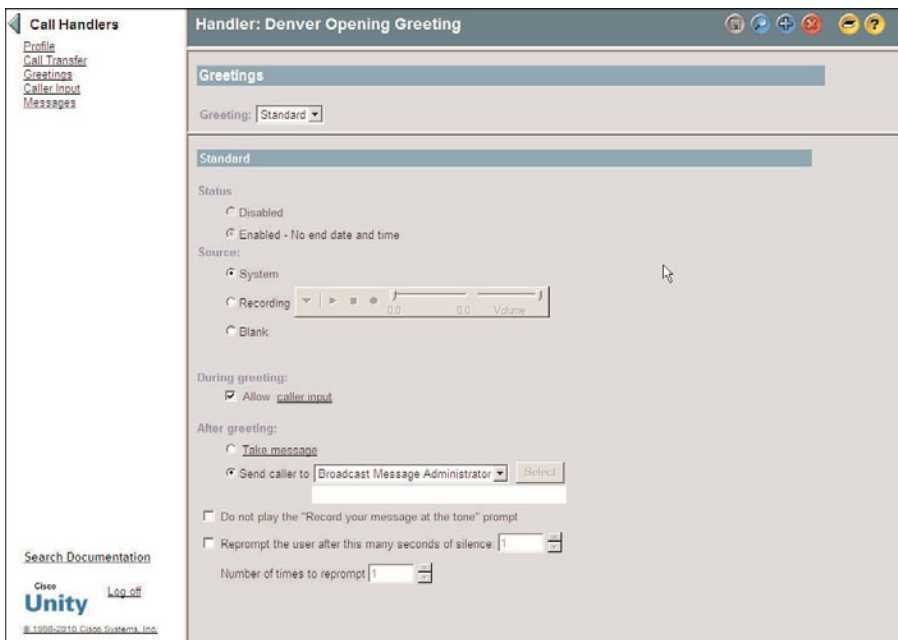 Call Handlers
Profile
Call Transfer
Greetings
Caller Input
Messages
Handler: Denver Opening Greeting
Greetings
Greeting: Standard
Standard
Status
Disabled
Enabled - No end date and time
Source:
System
Recording
0.0 0.0 Volume
Blank
During greeting:
Allow caller input
After greeting:
Take message
Send caller to Broadcast Message Administrator Select
Do not play the "Record your message at the tone" prompt
Reprompt the user after this many seconds of silence: 1
Number of times to reprompt 1
Search Documentation
Cisco
Unity
Log off
© 1998-2010 Cisco Systems, Inc.